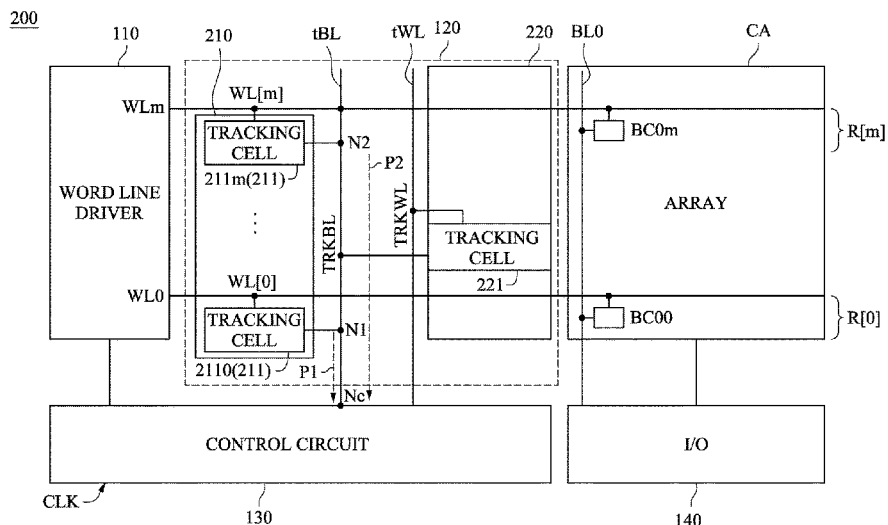 200
110
210
tBL
tWL
120
220
BL0
CA
WLm
WL[m]
TRACKING
CELL
N2
211m(211)
P2
BC0m
R[m]
WORD LINE
DRIVER
ARRAY
TRKBL
TRKWL
TRACKING
CELL
221
WL0
WL[0]
TRACKING
CELL
N1
2110(211)
P1
BC00
R[0]
Nc
CONTROL CIRCUIT
I/O
CLK
130
140